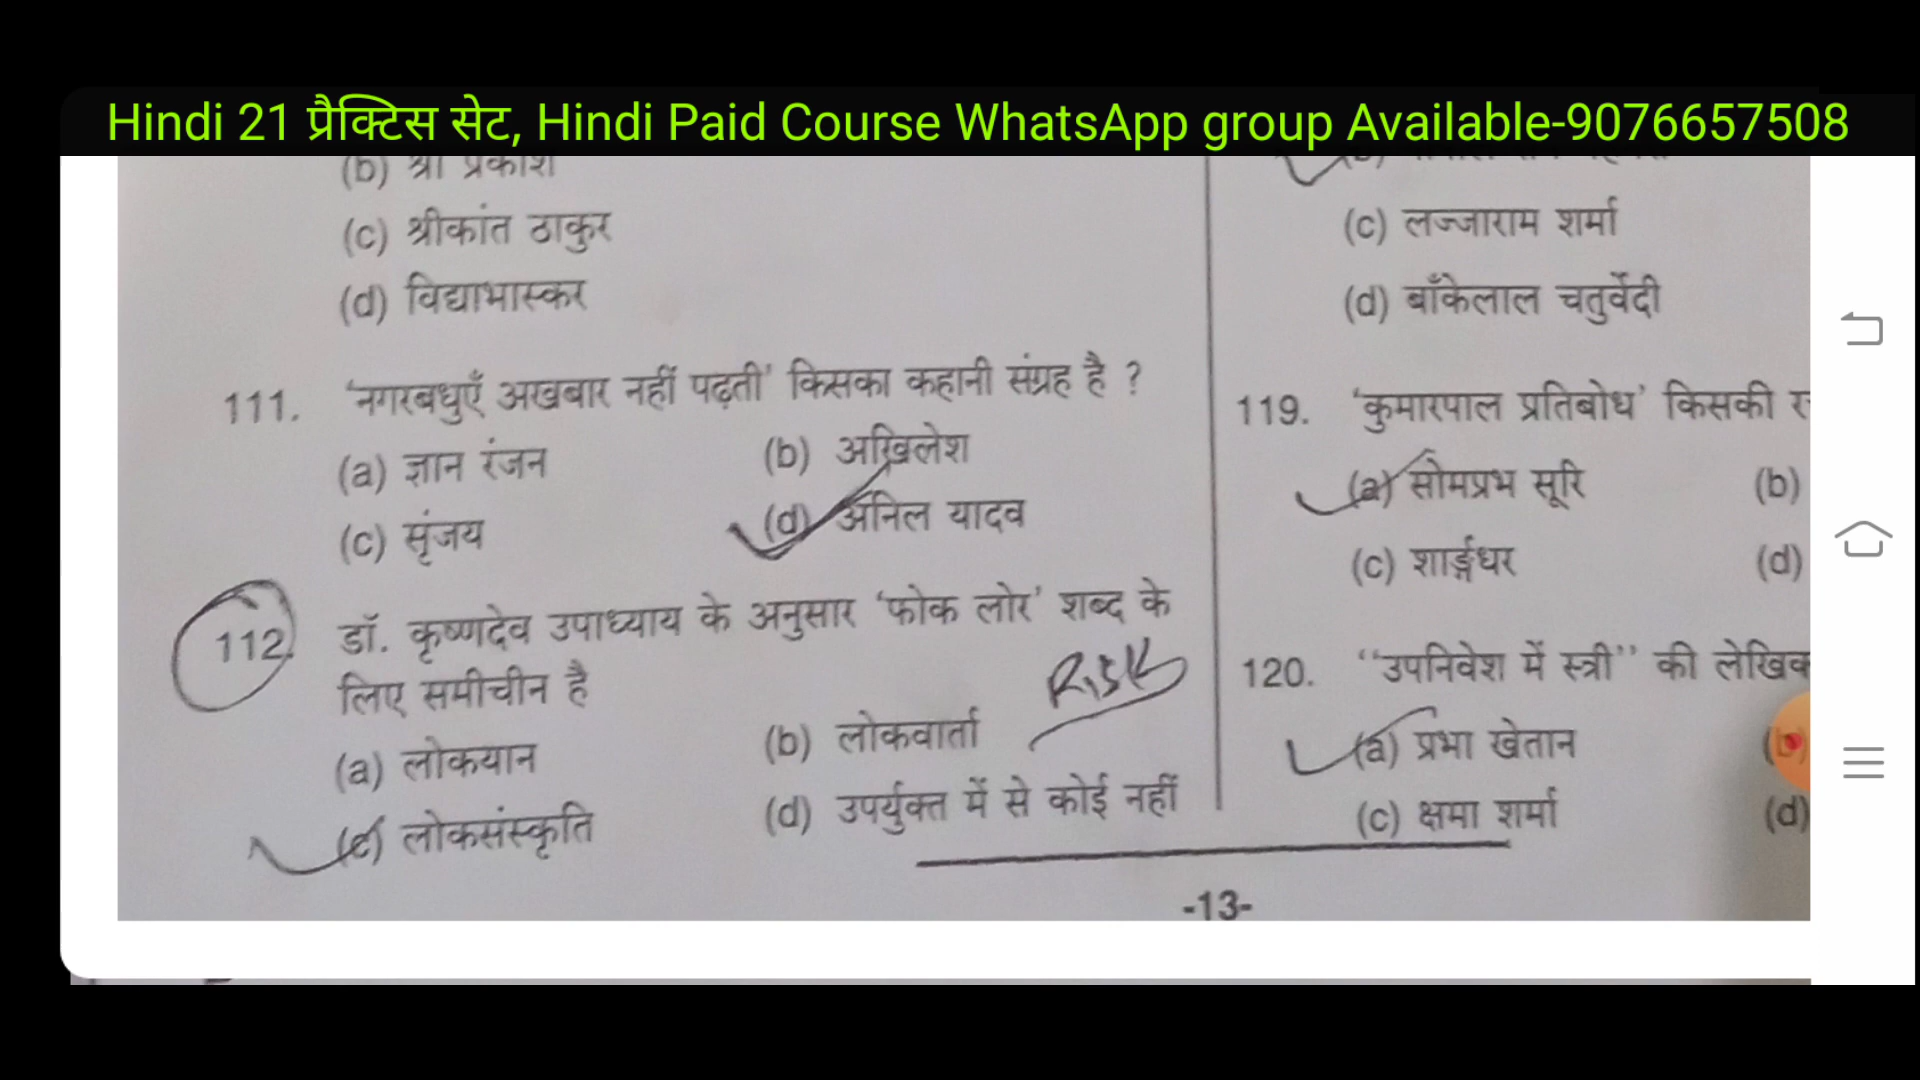 Hindi 21 प्रैक्टिस सेट, Hindi Paid Course WhatsApp group Available-9076657508
(b) श्री प्रकाश
(c) श्रीकांत ठाकुर
(d) विद्याभास्कर
111. 'नगरबधुएँ अखबार नहीं पढ़ती' किसका कहानी संग्रह है ?
(a) ज्ञान रंजन (b) अखिलेश
(c) सृंजय (d) अनिल यादव
112. डॉ. कृष्णदेव उपाध्याय के अनुसार 'फोक लोर' शब्द के
लिए समीचीन है
Risk
(a) लोकयान (b) लोकवार्ता
(c) लोकसंस्कृति (d) उपर्युक्त में से कोई नहीं
(c) लज्जाराम शर्मा
(d) बाँकेलाल चतुर्वेदी
119. 'कुमारपाल प्रतिबोध' किसकी
(a) सोमप्रभ सूरि (b)
(c) शार्ङ्गधर (d)
120. "उपनिवेश में स्त्री" की
(a) प्रभा खेतान (b)
(c) क्षमा शर्मा (d)
-13-